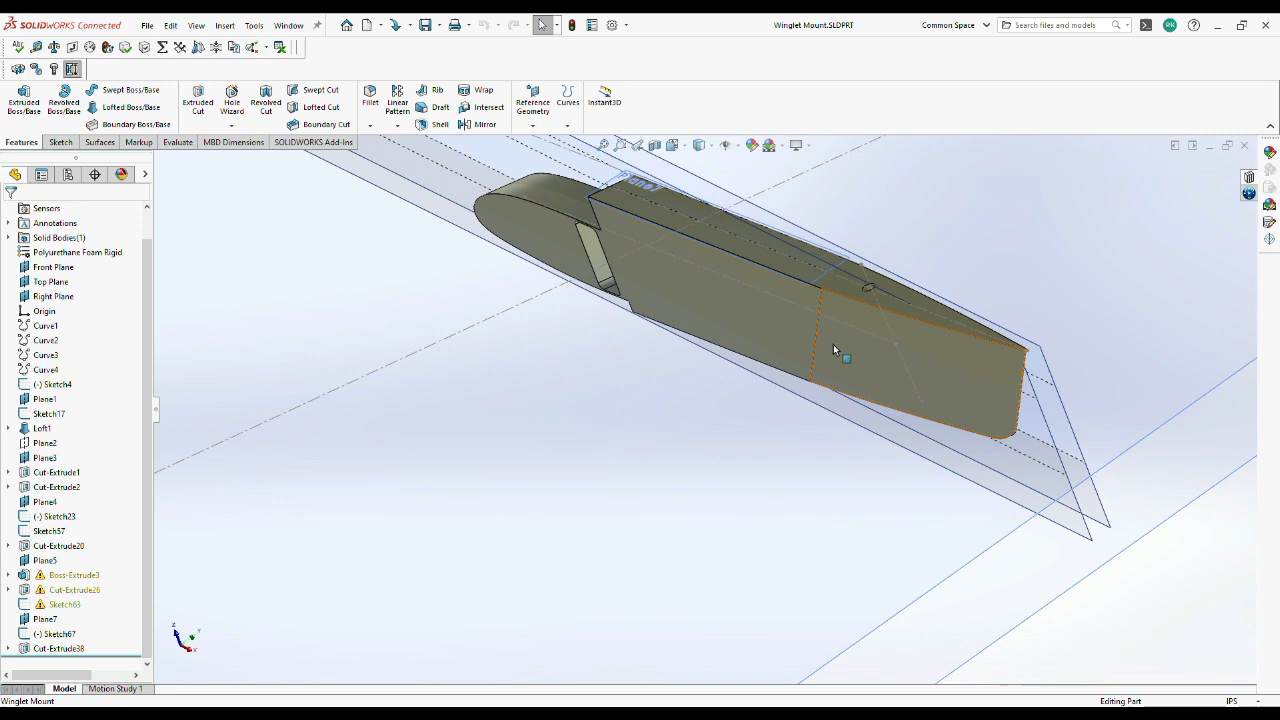 SOLIDWORKS Connected
File
Edit
View
Insert
Tools
Window
Winglet Mount.SLDPRT
Common Space
Search files and models
RK
Extruded Boss/Base
Revolved Boss/Base
Swept Boss/Base
Lofted Boss/Base
Boundary Boss/Base
Extruded Cut
Hole Wizard
Revolved Cut
Swept Cut
Lofted Cut
Boundary Cut
Fillet
Linear Pattern
Rib
Draft
Shell
Wrap
Intersect
Mirror
Reference Geometry
Curves
Instant3D
Features
Sketch
Surfaces
Markup
Evaluate
MBD Dimensions
SOLIDWORKS Add-Ins
Sensors
Annotations
Solid Bodies(1)
Polyurethane Foam Rigid
Front Plane
Top Plane
Right Plane
Origin
Curve1
Curve2
Curve3
Curve4
(-) Sketch4
Plane1
Sketch17
Loft1
Plane2
Plane3
Cut-Extrude1
Cut-Extrude2
Plane4
(-) Sketch23
Sketch57
Cut-Extrude20
Plane5
Boss-Extrude3
Cut-Extrude26
Sketch63
Plane7
(-) Sketch67
Cut-Extrude38
Model
Motion Study 1
Winglet Mount
Editing Part
IPS